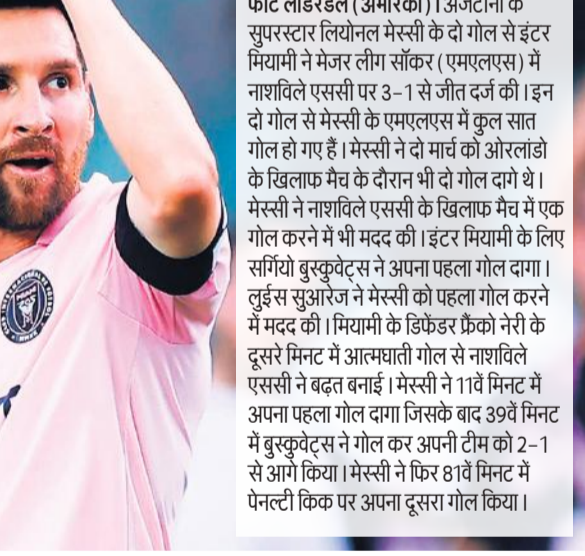 फोर्ट लॉडरडेल (अमेरिका)। अर्जेंटीना के
सुपरस्टार लियोनल मेस्सी के दो गोल से इंटर
मियामी ने मेजर लीग सॉकर (एमएलएस) में
नाशविले एससी पर 3-1 से जीत दर्ज की। इन
दो गोल से मेस्सी के एमएलएस में कुल सात
गोल हो गए हैं। मेस्सी ने दो मार्च को ओरलांडो
के खिलाफ मैच के दौरान भी दो गोल दागे थे।
मेस्सी ने नाशविले एससी के खिलाफ मैच में एक
गोल करने में भी मदद की। इंटर मियामी के लिए
सर्गियो बुस्कुवेट्स ने अपना पहला गोल दागा।
लुईस सुआरेज ने मेस्सी को पहला गोल करने
में मदद की। मियामी के डिफेंडर फ्रैंको नेरी के
दूसरे मिनट में आत्मघाती गोल से नाशविले
एससी ने बढ़त बनाई। मेस्सी ने 11वें मिनट में
अपना पहला गोल दागा जिसके बाद 39वें मिनट
में बुस्कुवेट्स ने गोल कर अपनी टीम को 2-1
से आगे किया। मेस्सी ने फिर 81वें मिनट में
पेनल्टी किक पर अपना दूसरा गोल किया।